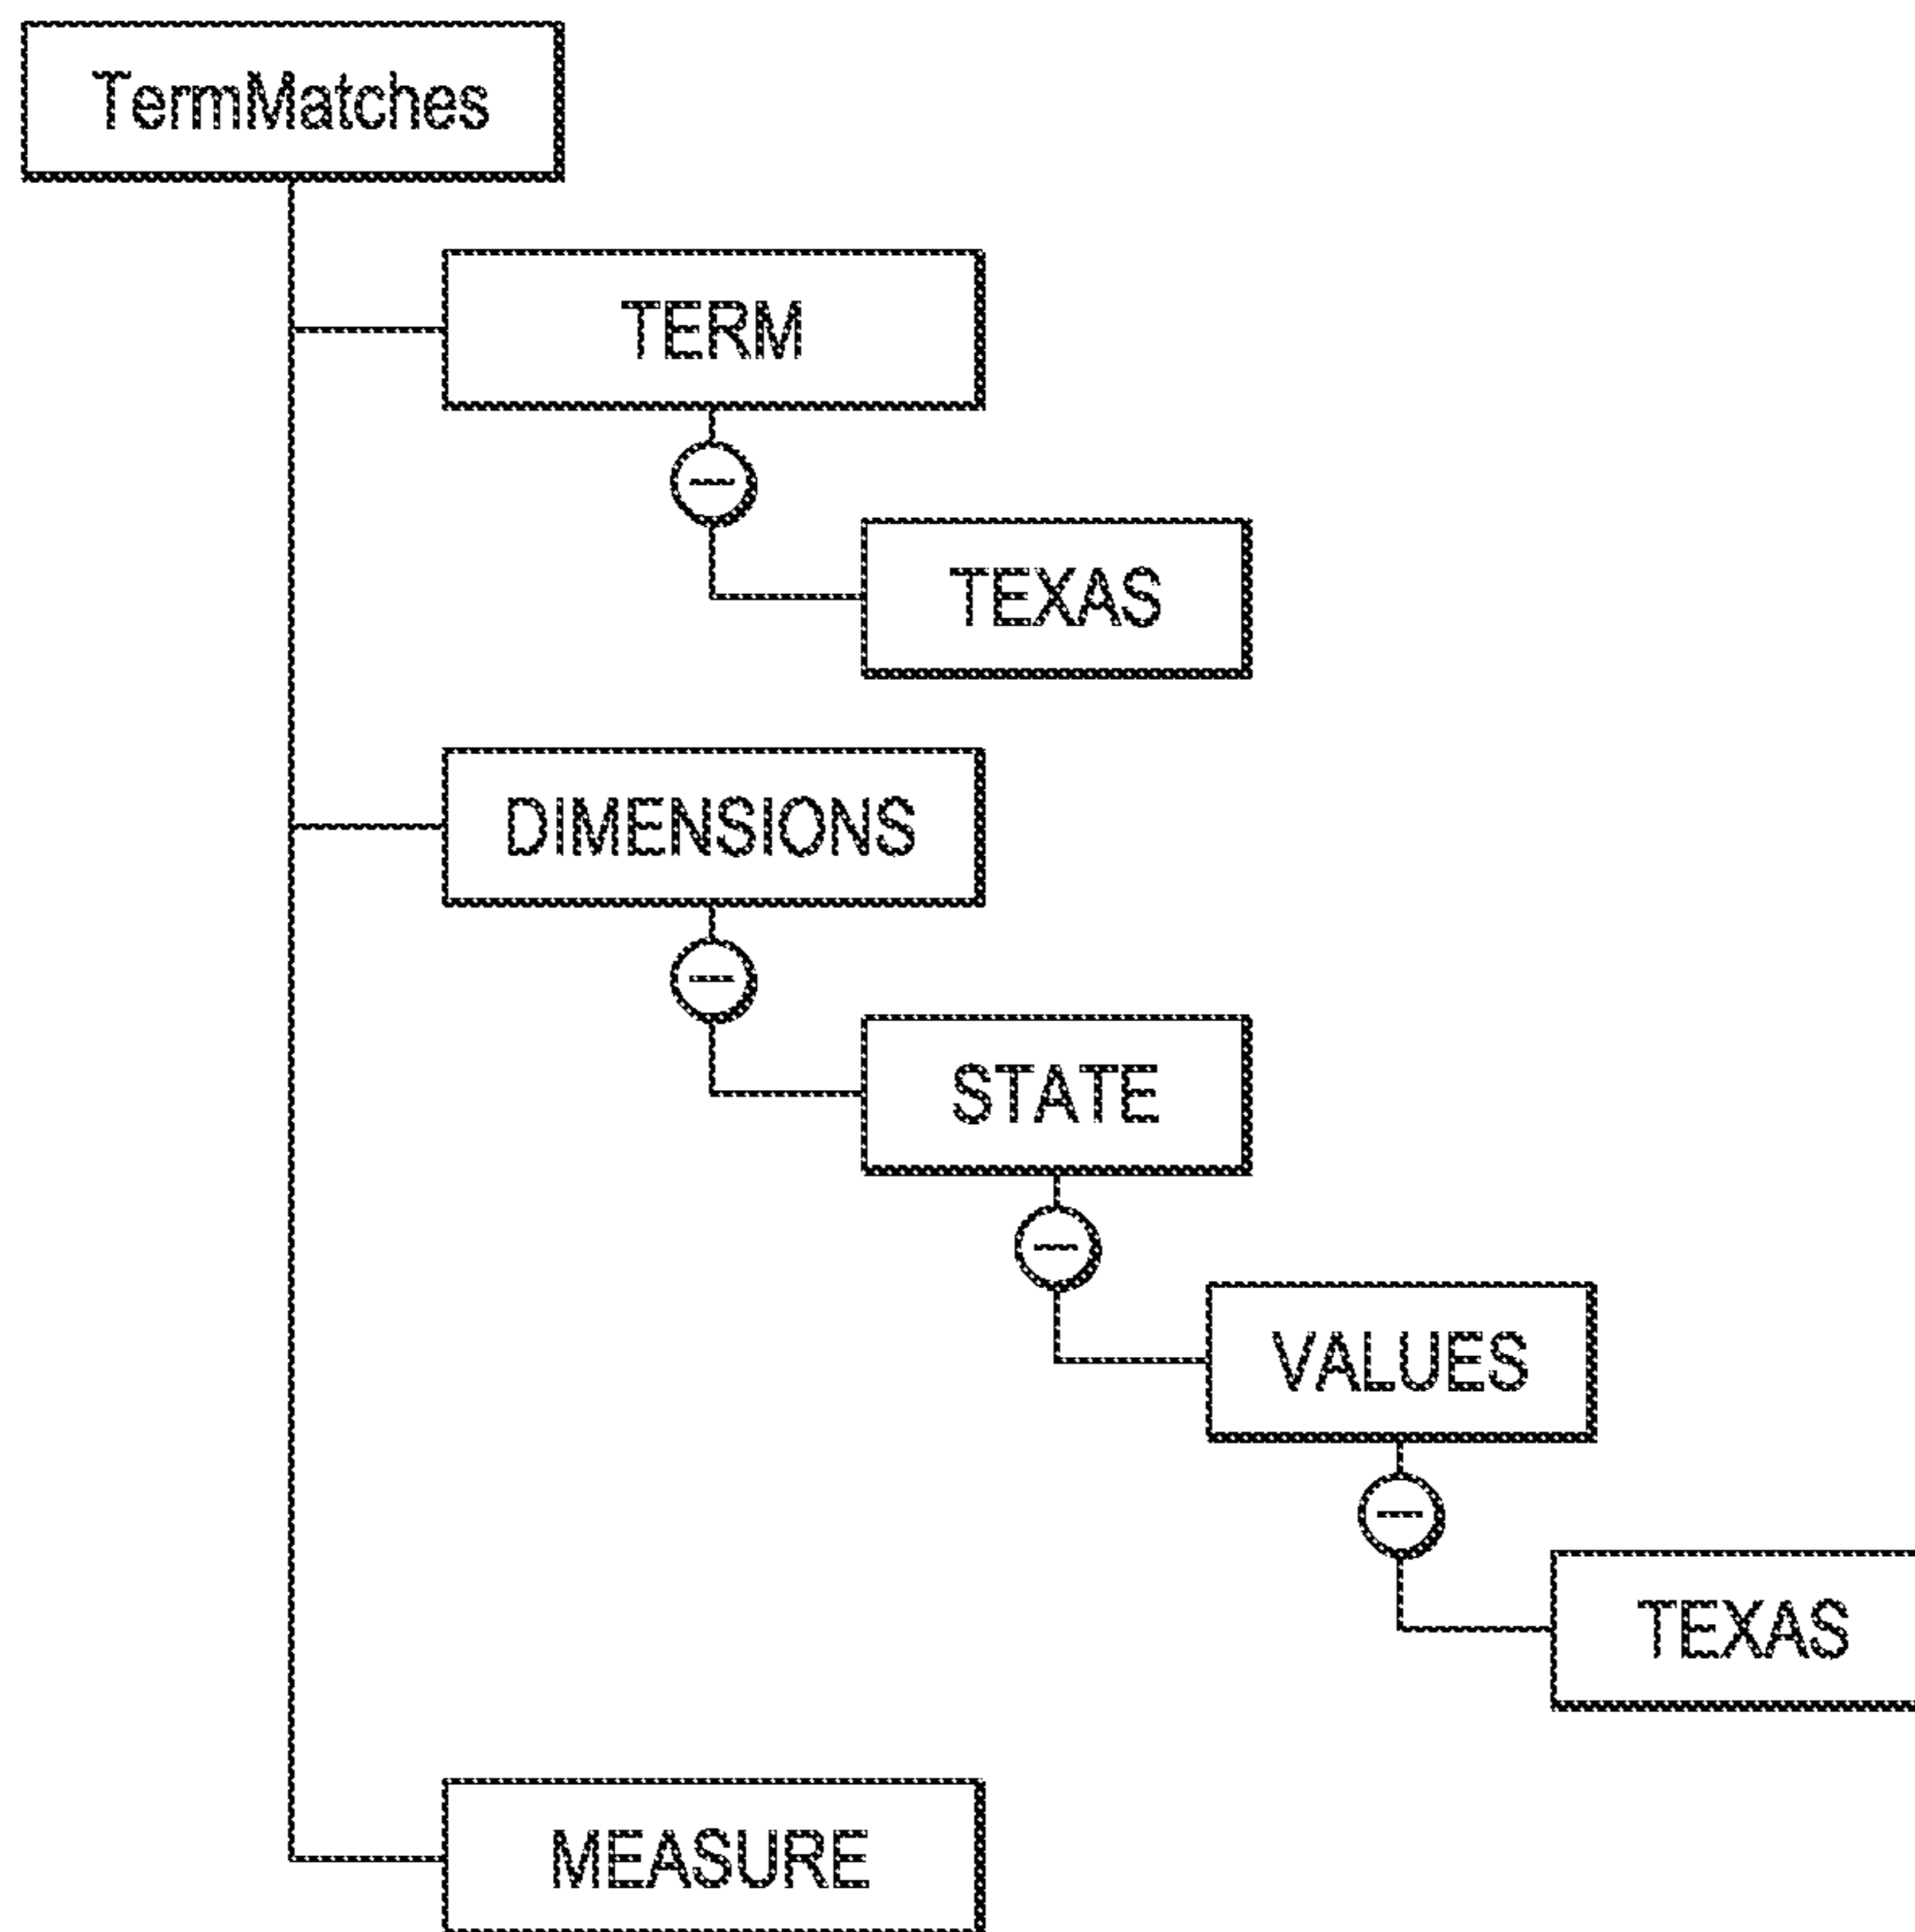 TermMatches
TERM
TEXAS
DIMENSIONS
STATE
VALUES
TEXAS
MEASURE